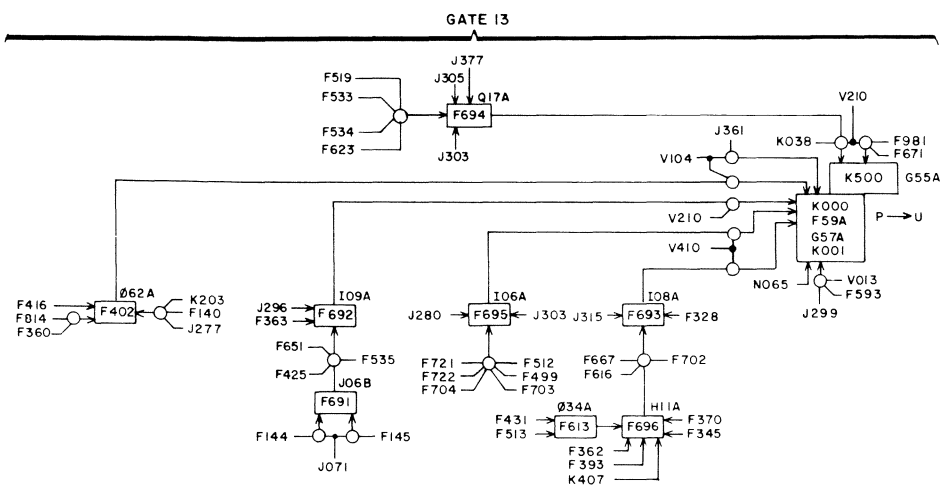 GATE 13
F519
F533
F534
F623
J305
J377
Q17A
F694
J303
V210
K038
F981
F671
J361
V104
K500
G55A
K000
F59A
G57A
K001
P → U
V210
V410
N065
V013
F593
J299
Ø62A
F416
F814
F360
F402
K203
F140
J277
I09A
J296
F363
F692
F651
F425
F535
J06B
F691
F144
F145
J071
I06A
J280
F695
J303
F721
F722
F704
F512
F499
F703
I08A
J315
F693
F328
F667
F616
F702
Ø34A
F431
F513
F613
H11A
F696
F370
F345
F362
F393
K407